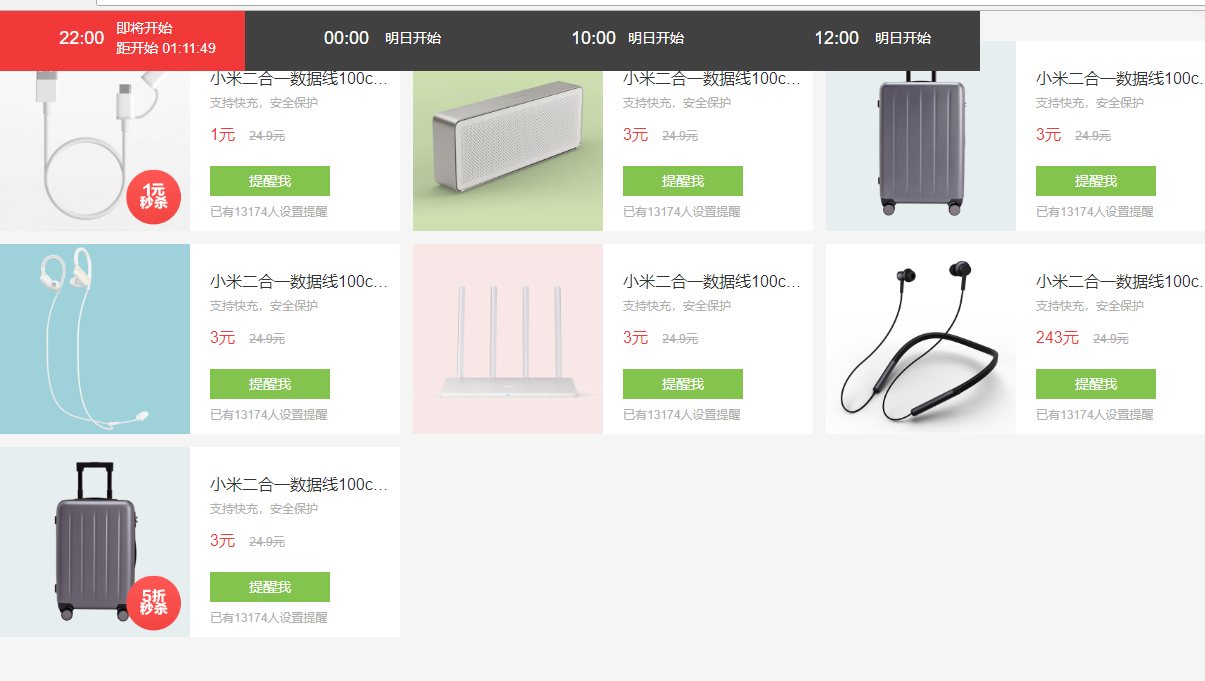 22:00 即将开始
距开始 01:11:49
00:00 明日开始
10:00 明日开始
12:00 明日开始
小米二合一数据线100c...
支持快充，安全保护
1元 24.9元
提醒我
已有13174人设置提醒
1元
秒杀
小米二合一数据线100c...
支持快充，安全保护
3元 24.9元
提醒我
已有13174人设置提醒
小米二合一数据线100c...
支持快充，安全保护
3元 24.9元
提醒我
已有13174人设置提醒
小米二合一数据线100c...
支持快充，安全保护
3元 24.9元
提醒我
已有13174人设置提醒
小米二合一数据线100c...
支持快充，安全保护
3元 24.9元
提醒我
已有13174人设置提醒
小米二合一数据线100c...
支持快充，安全保护
243元 24.9元
提醒我
已有13174人设置提醒
小米二合一数据线100c...
支持快充，安全保护
3元 24.9元
提醒我
已有13174人设置提醒
5折
秒杀